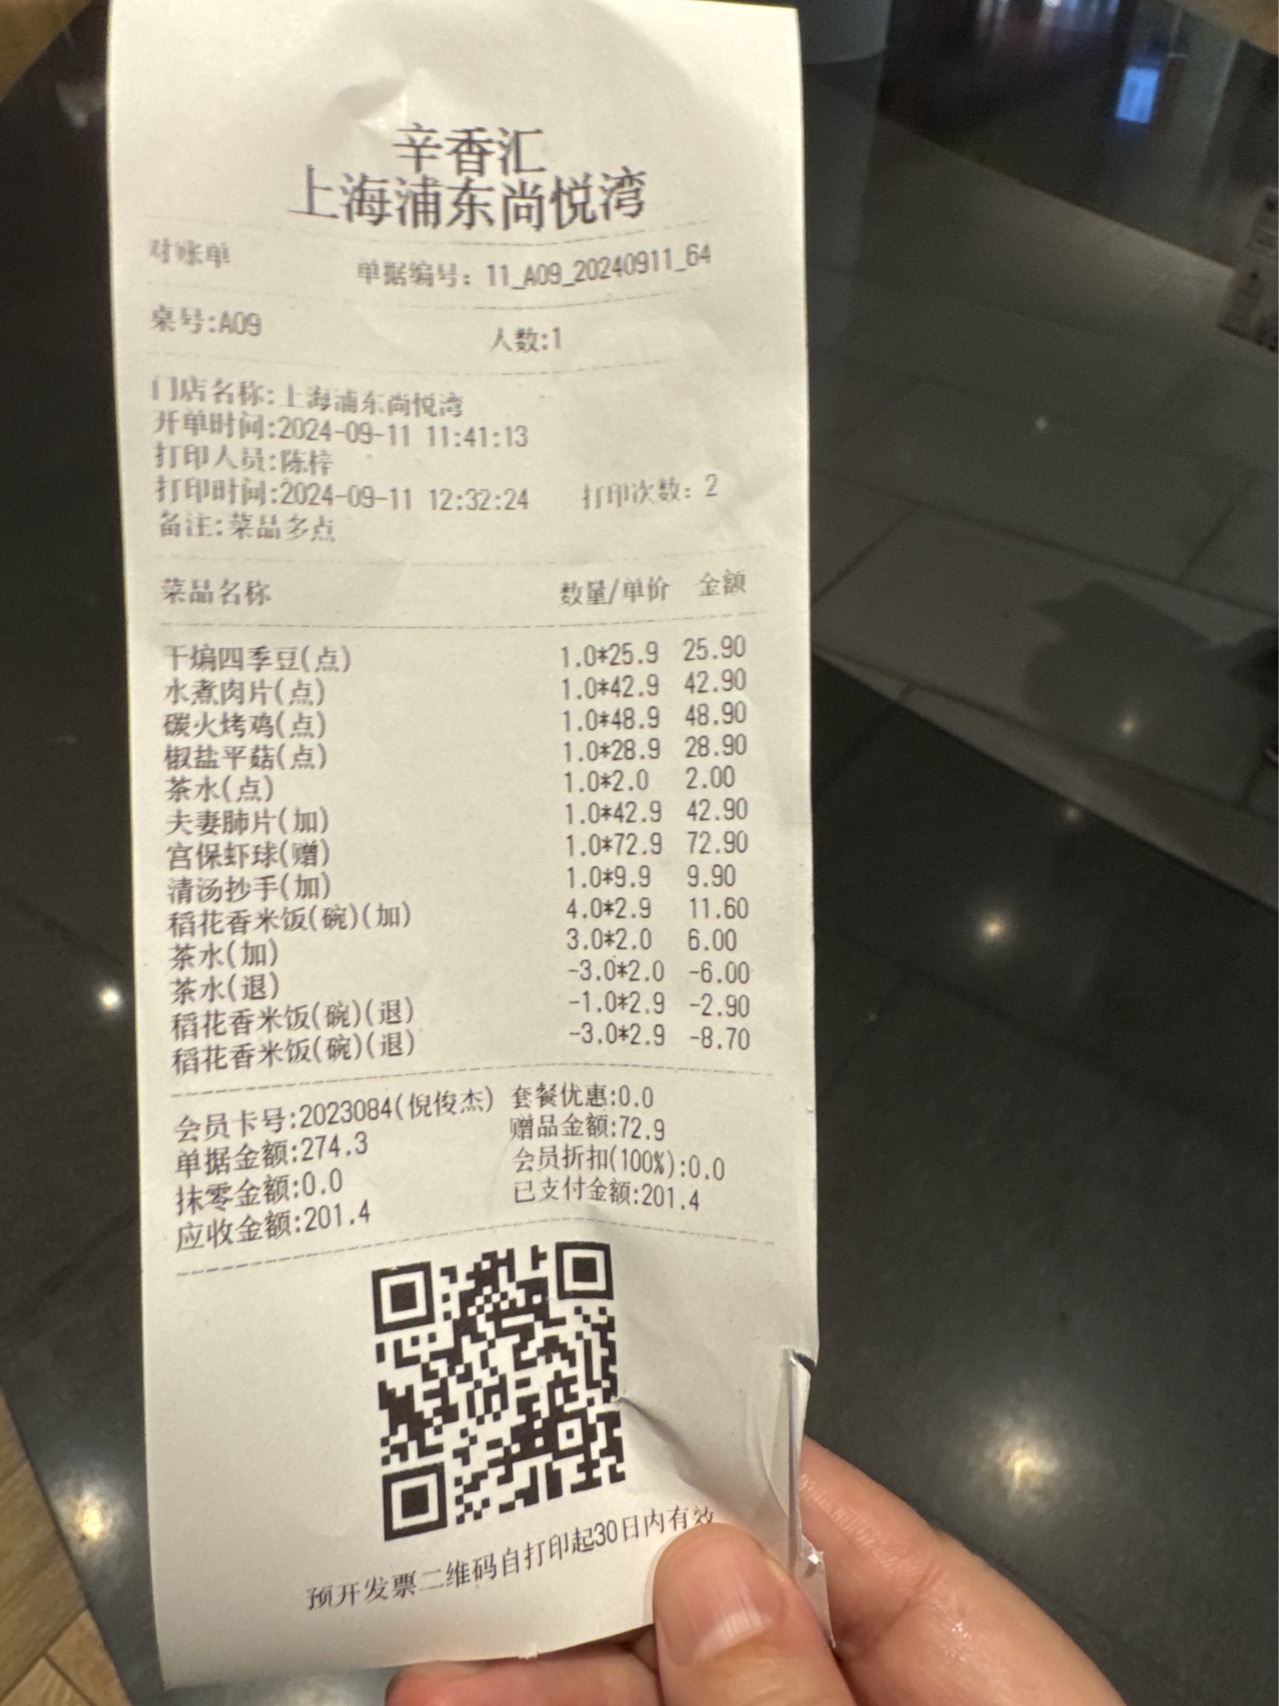 辛香汇
上海浦东尚悦湾
对账单 单据编号：11_A09_20240911_64
桌号:A09 人数:1
门店名称:上海浦东尚悦湾
开单时间:2024-09-11 11:41:13
打印人员:陈梓
打印时间:2024-09-11 12:32:24 打印次数：2
备注:菜品多点
菜品名称 数量/单价 金额
干煸四季豆(点) 1.0*25.9 25.90
水煮肉片(点) 1.0*42.9 42.90
碳火烤鸡(点) 1.0*48.9 48.90
椒盐平菇(点) 1.0*28.9 28.90
茶水(点) 1.0*2.0 2.00
夫妻肺片(加) 1.0*42.9 42.90
宫保虾球(赠) 1.0*72.9 72.90
清汤抄手(加) 1.0*9.9 9.90
稻花香米饭(碗)(加) 4.0*2.9 11.60
茶水(加) 3.0*2.0 6.00
茶水(退) -3.0*2.0 -6.00
稻花香米饭(碗)(退) -1.0*2.9 -2.90
稻花香米饭(碗)(退) -3.0*2.9 -8.70
会员卡号:2023084(倪俊杰) 套餐优惠:0.0
单据金额:274.3 赠品金额:72.9
抹零金额:0.0 会员折扣(100%):0.0
应收金额:201.4 已支付金额:201.4
预开发票二维码自打印起30日内有效